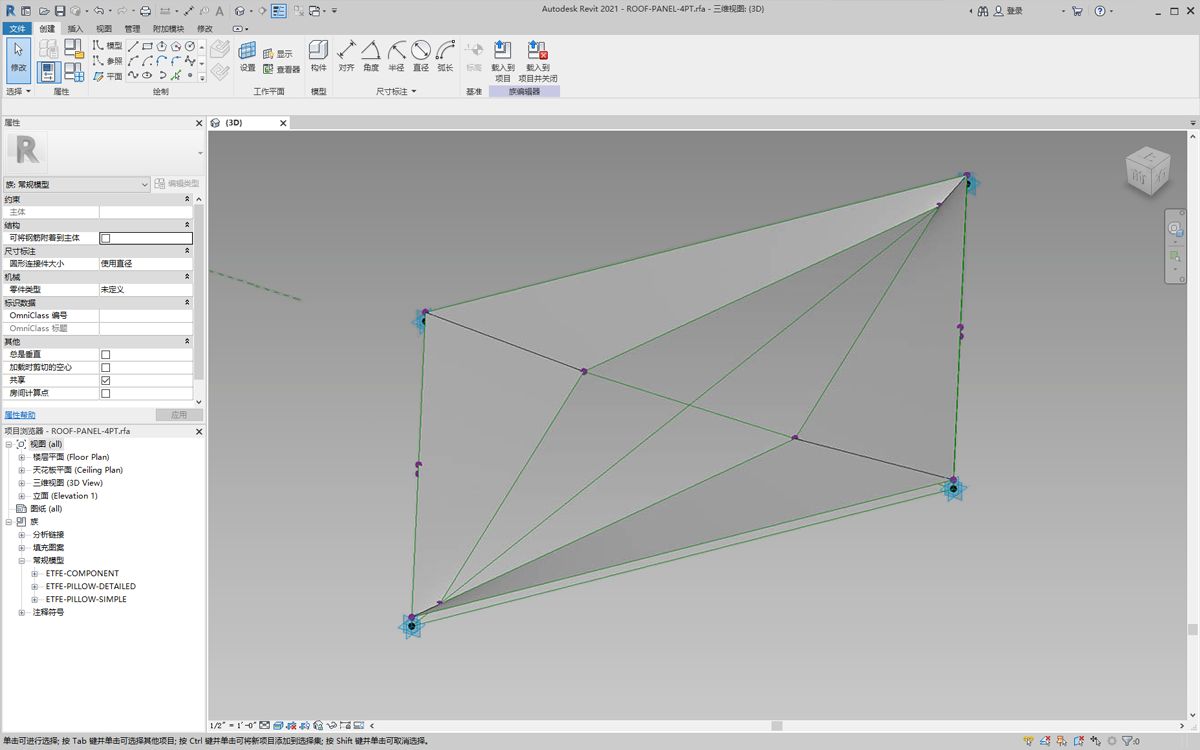 Autodesk Revit 2021 - ROOF-PANEL-4PT.rfa - 三维视图: {3D}
登录
文件 创建 插入 视图 管理 附加模块 修改
修改
模型
参照
平面
设置
显示
查看器
构件
对齐 角度 半径 直径 弧长
标高
载入到
项目
载入到
项目并关闭
选择 属性 绘制 工作平面 模型 尺寸标注 基准 族编辑器
属性
{3D}
族: 常规模型
编辑类型
约束
主体
结构
可将钢筋附着到主体
尺寸标注
圆形连接件大小 使用直径
机械
零件类型 未定义
标识数据
OmniClass 编号
OmniClass 标题
其他
总是垂直
加载时剪切的空心
共享
房间计算点
属性帮助
应用
项目浏览器 - ROOF-PANEL-4PT.rfa
视图 (all)
楼层平面 (Floor Plan)
天花板平面 (Ceiling Plan)
三维视图 (3D View)
立面 (Elevation 1)
图纸 (all)
族
分析链接
填充图案
常规模型
ETFE-COMPONENT
ETFE-PILLOW-DETAILED
ETFE-PILLOW-SIMPLE
注释符号
上
前
右
1/2" = 1'-0"
单击可进行选择; 按 Tab 键并单击可选择其他项目; 按 Ctrl 键并单击可将新项目添加到选择集; 按 Shift 键并单击可取消选择。
:0